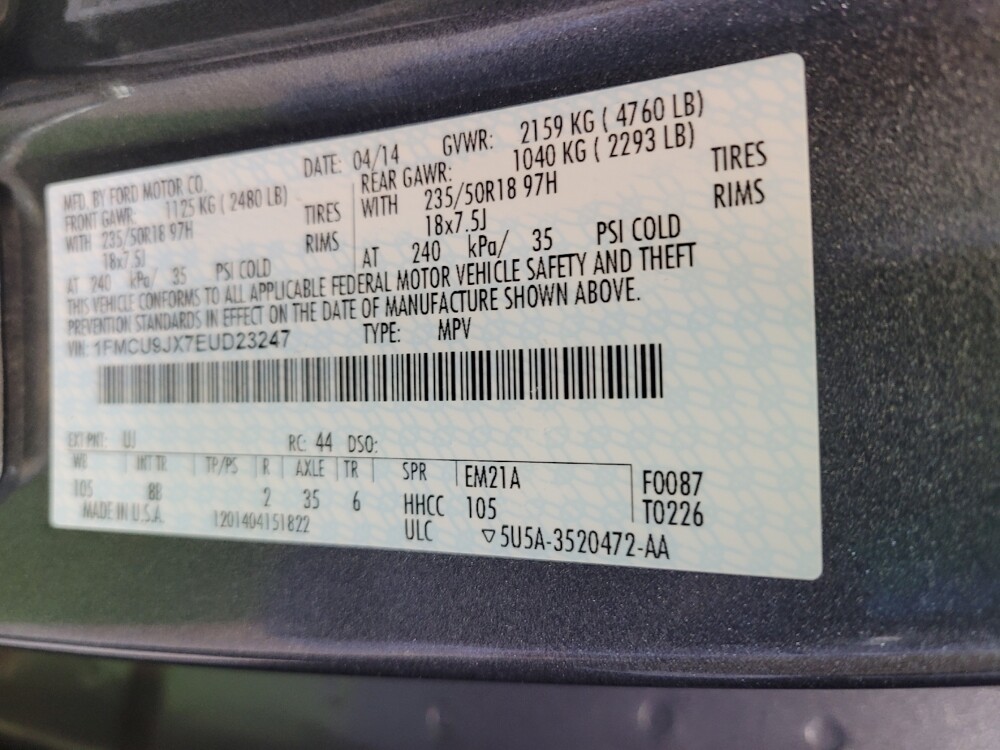 MFD. BY FORD MOTOR CO.
DATE: 04/14 GVWR: 2159 KG ( 4760 LB)
FRONT GAWR: 1125 KG ( 2480 LB)
WITH 235/50R18 97H TIRES
18x7.5J RIMS
AT 240 kPa/ 35 PSI COLD
REAR GAWR: 1040 KG ( 2293 LB)
WITH 235/50R18 97H TIRES
18x7.5J RIMS
AT 240 kPa/ 35 PSI COLD
THIS VEHICLE CONFORMS TO ALL APPLICABLE FEDERAL MOTOR VEHICLE SAFETY AND THEFT
PREVENTION STANDARDS IN EFFECT ON THE DATE OF MANUFACTURE SHOWN ABOVE.
VIN: 1FMCU9JX7EUD23247 TYPE: MPV
EXT PNT: UJ RC: 44 DSO:
WB INT TR TP/PS R AXLE TR SPR EM21A F0087
105 88 2 35 6 HHCC 105 T0226
MADE IN U.S.A. 1201404151822 ULC ▽5U5A-3520472-AA